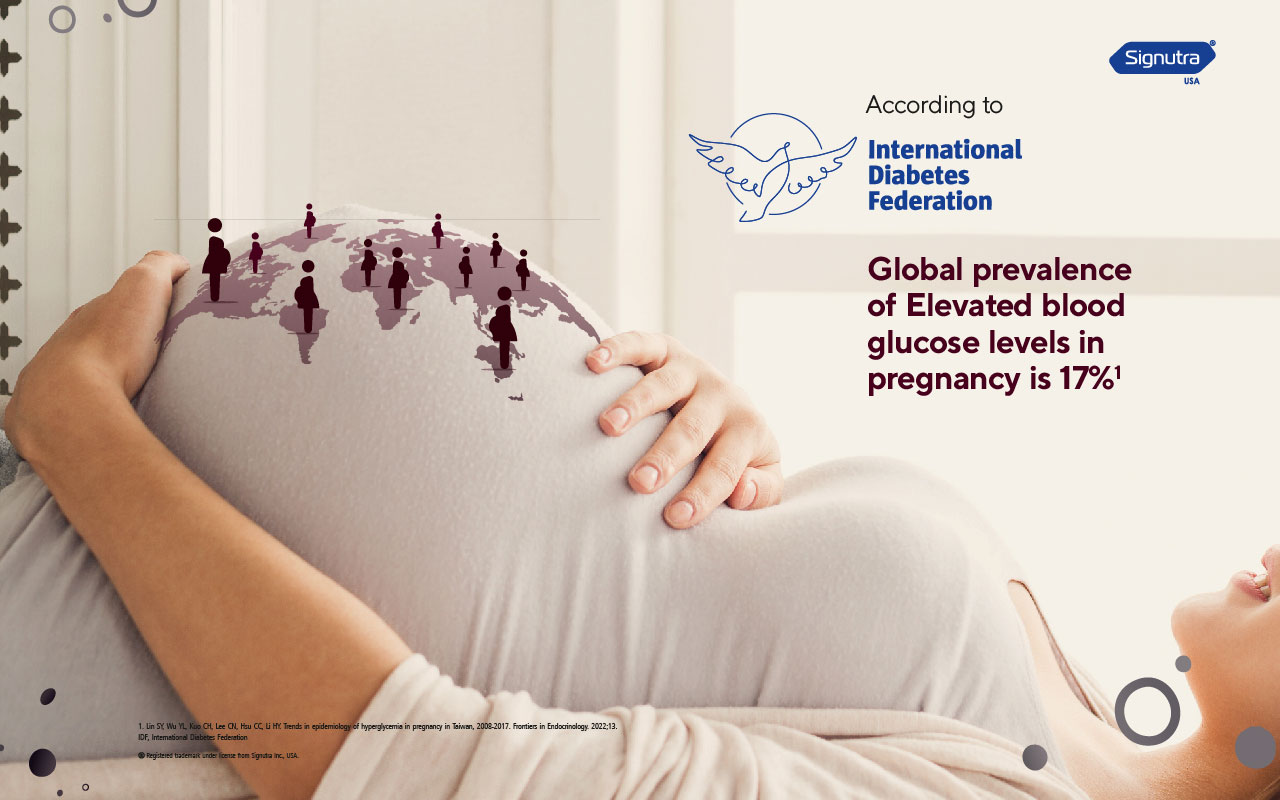 Signutra®
USA
According to
International
Diabetes
Federation
Global prevalence
of Elevated blood
glucose levels in
pregnancy is 17%¹
1. Lin SY, Wu YL, Kuo CH, Lee CN, Hsu CC, Li HY. Trends in epidemiology of hyperglycemia in pregnancy in Taiwan, 2008-2017. Frontiers in Endocrinology. 2022;13.
IDF, International Diabetes Federation
® Registered trademark under license from Signutra Inc., USA.